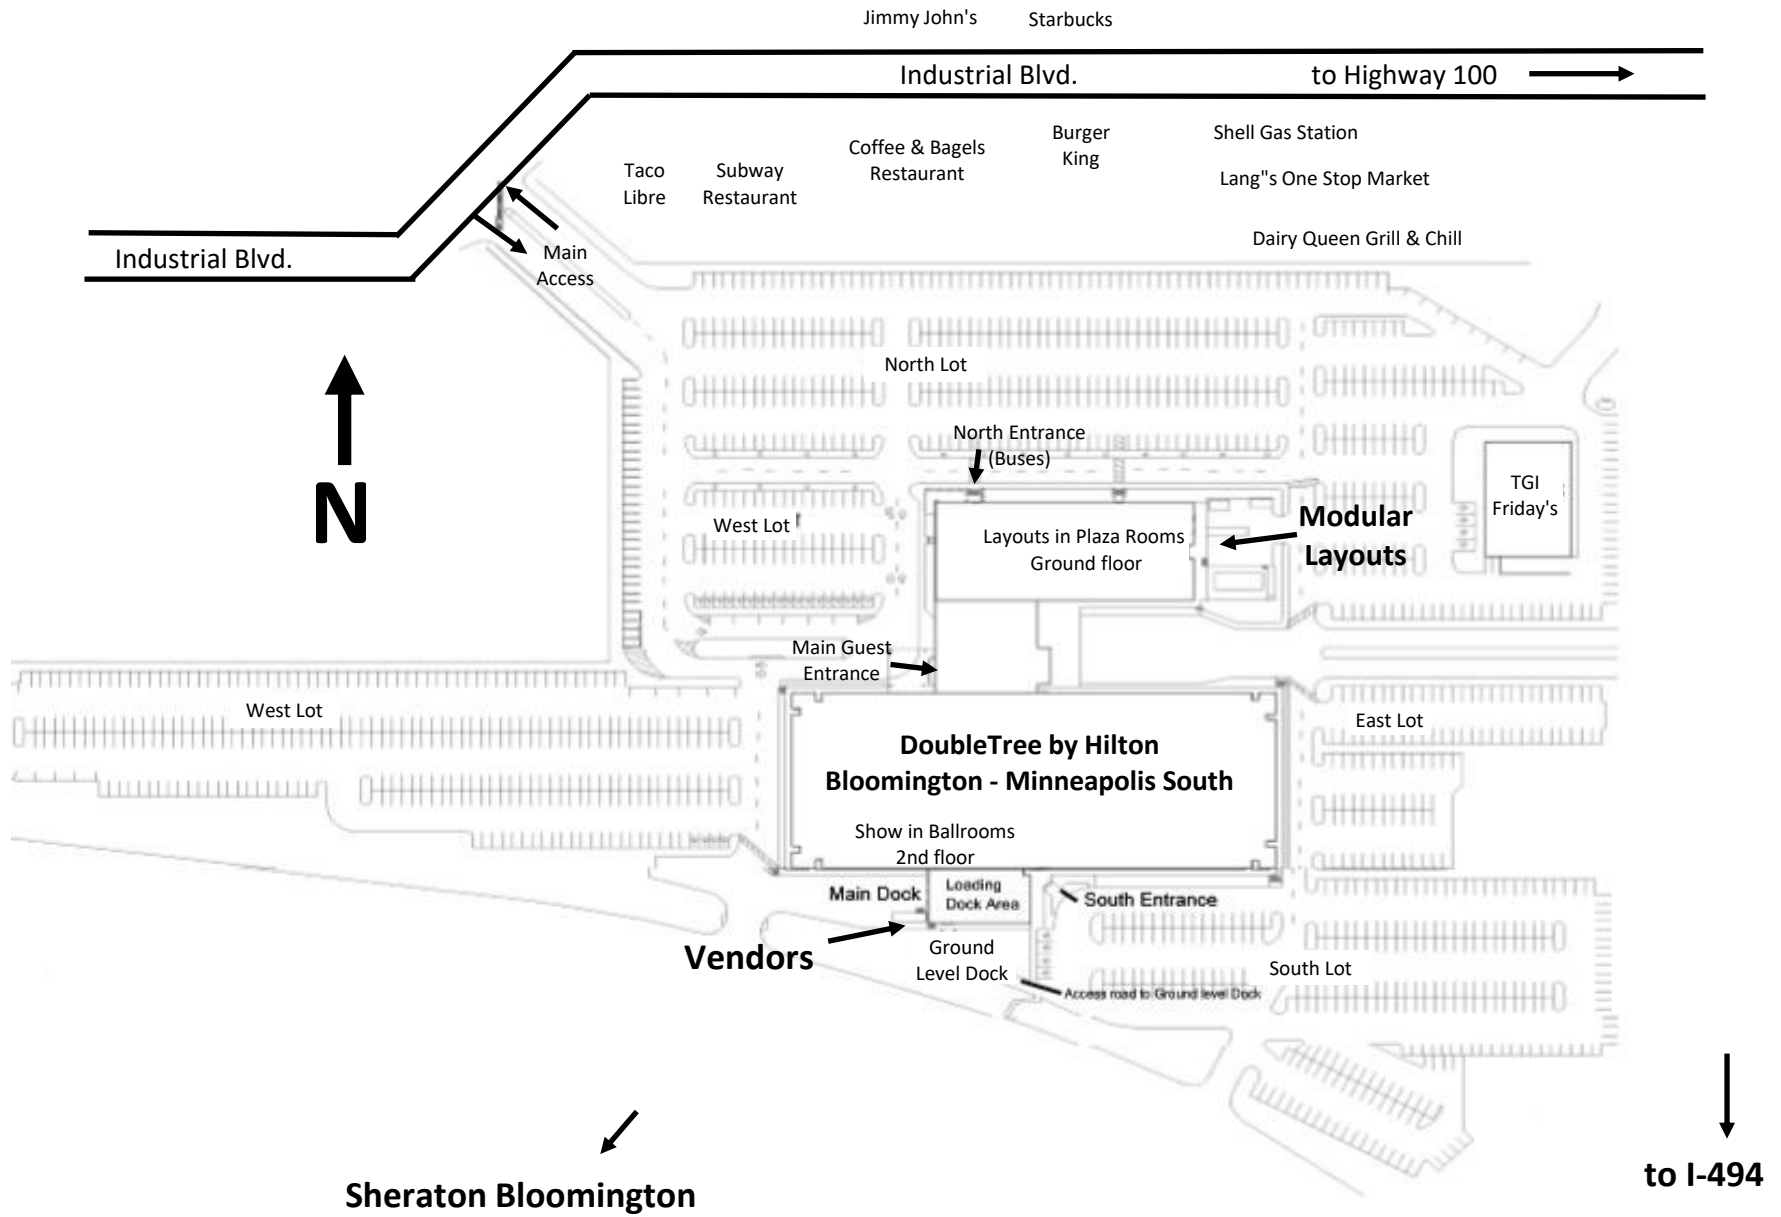 Jimmy John's
Starbucks
Industrial Blvd.
to Highway 100
Burger
King
Shell Gas Station
Coffee & Bagels
Restaurant
Taco
Libre
Subway
Restaurant
Lang"s One Stop Market
Dairy Queen Grill & Chill
Industrial Blvd.
Main
Access
North Lot
N
North Entrance
(Buses)
West Lot
Layouts in Plaza Rooms
Ground floor
Modular
Layouts
TGI
Friday's
Main Guest
Entrance
West Lot
East Lot
DoubleTree by Hilton
Bloomington - Minneapolis South
Show in Ballrooms
2nd floor
Main Dock
Loading
Dock Area
South Entrance
Vendors
Ground
Level Dock
South Lot
Access road to Ground level Dock
Sheraton Bloomington
to I-494